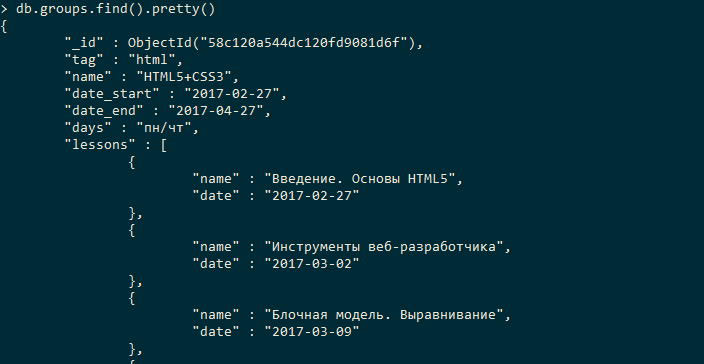 > db.groups.find().pretty()
{
"_id" : ObjectId("58c120a544dc120fd9081d6f"),
"tag" : "html",
"name" : "HTML5+CSS3",
"date_start" : "2017-02-27",
"date_end" : "2017-04-27",
"days" : "пн/чт",
"lessons" : [
{
"name" : "Введение. Основы HTML5",
"date" : "2017-02-27"
},
{
"name" : "Инструменты веб-разработчика",
"date" : "2017-03-02"
},
{
"name" : "Блочная модель. Выравнивание",
"date" : "2017-03-09"
},